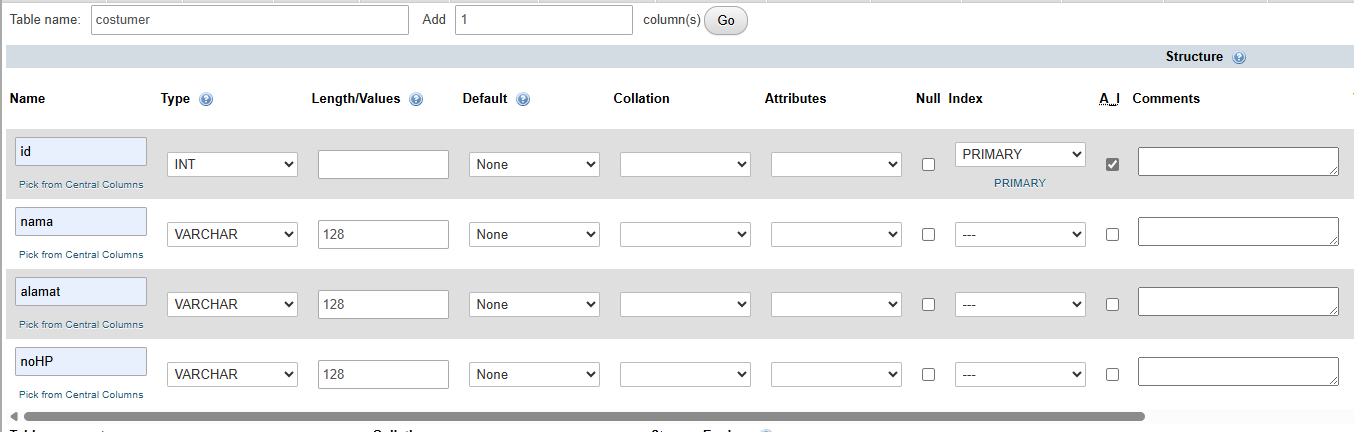 Table name: costumer Add 1 column(s) Go
Structure
Name Type Length/Values Default Collation Attributes Null Index A_I Comments
id INT None PRIMARY
Pick from Central Columns PRIMARY
nama VARCHAR 128 None ---
Pick from Central Columns
alamat VARCHAR 128 None ---
Pick from Central Columns
noHP VARCHAR 128 None ---
Pick from Central Columns